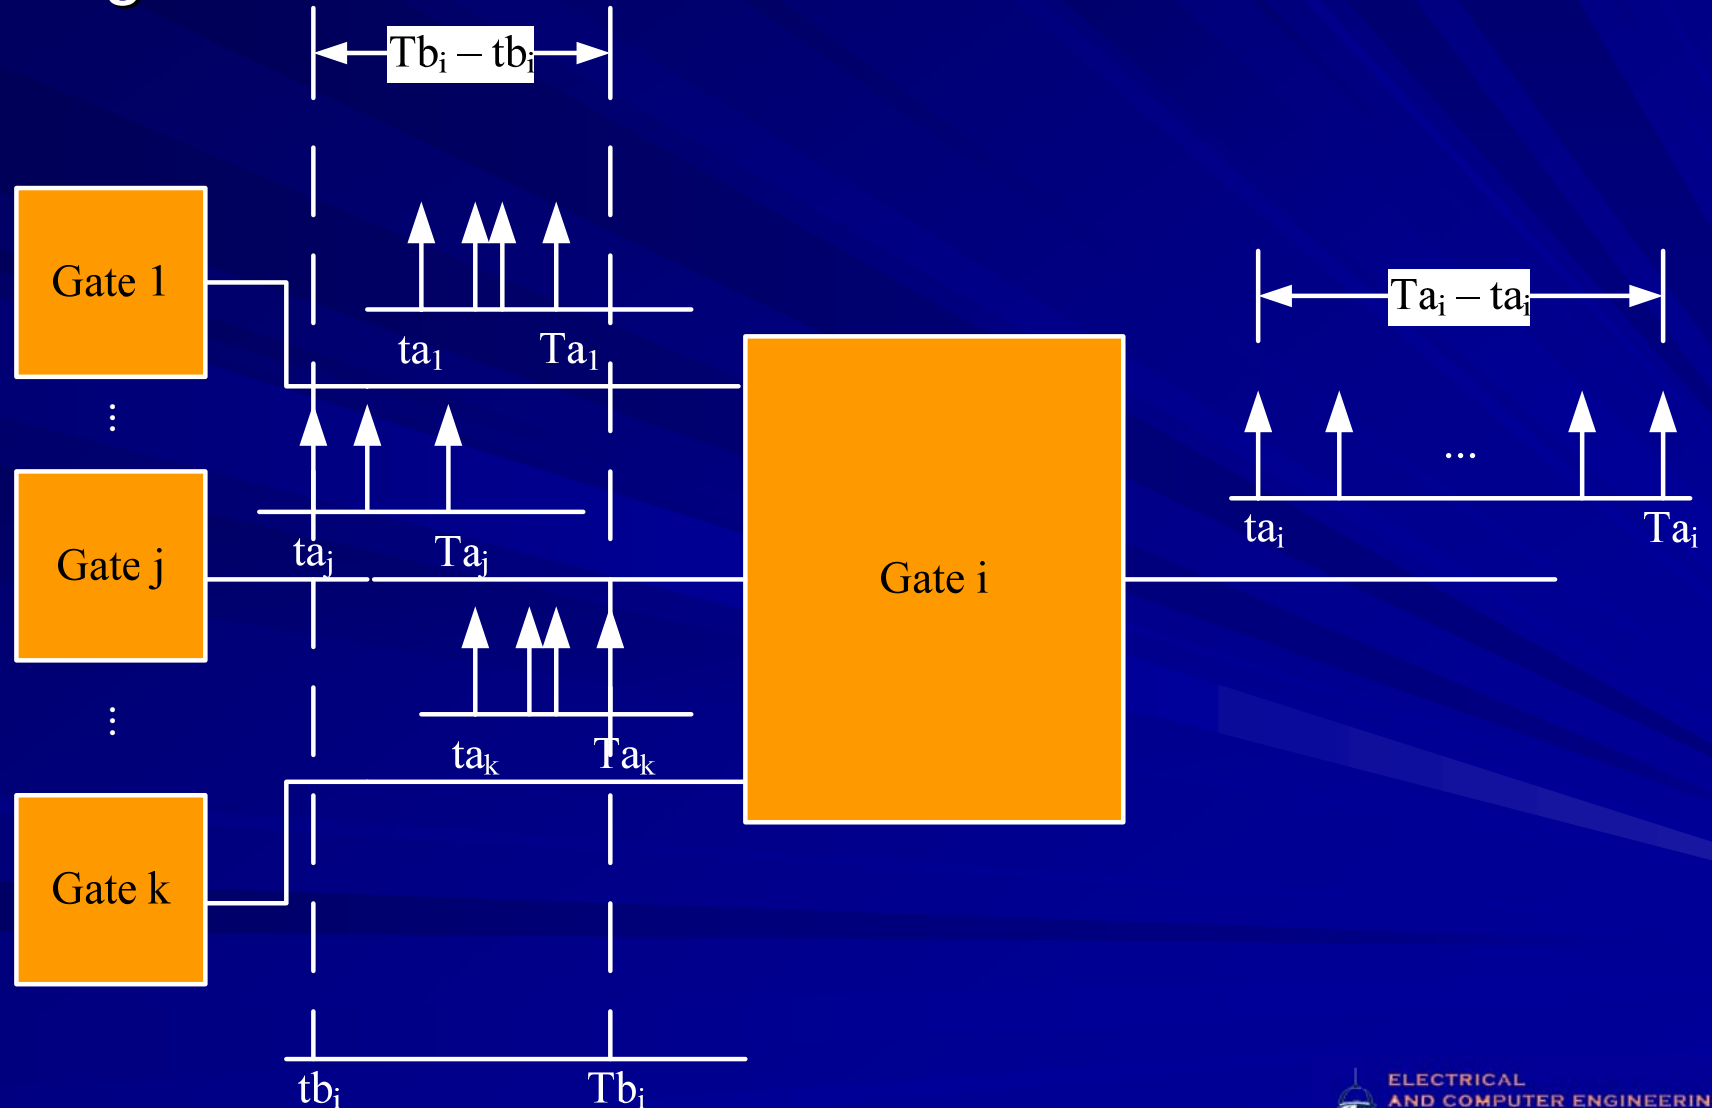 Tbᵢ – tbᵢ
Gate 1
ta₁
Ta₁
Taᵢ – taᵢ
⋮
taⱼ
Taⱼ
Gate j
Gate i
...
taᵢ
Taᵢ
⋮
taₖ
Taₖ
Gate k
tbᵢ
Tbᵢ
ELECTRICAL
AND COMPUTER ENGINEERIN